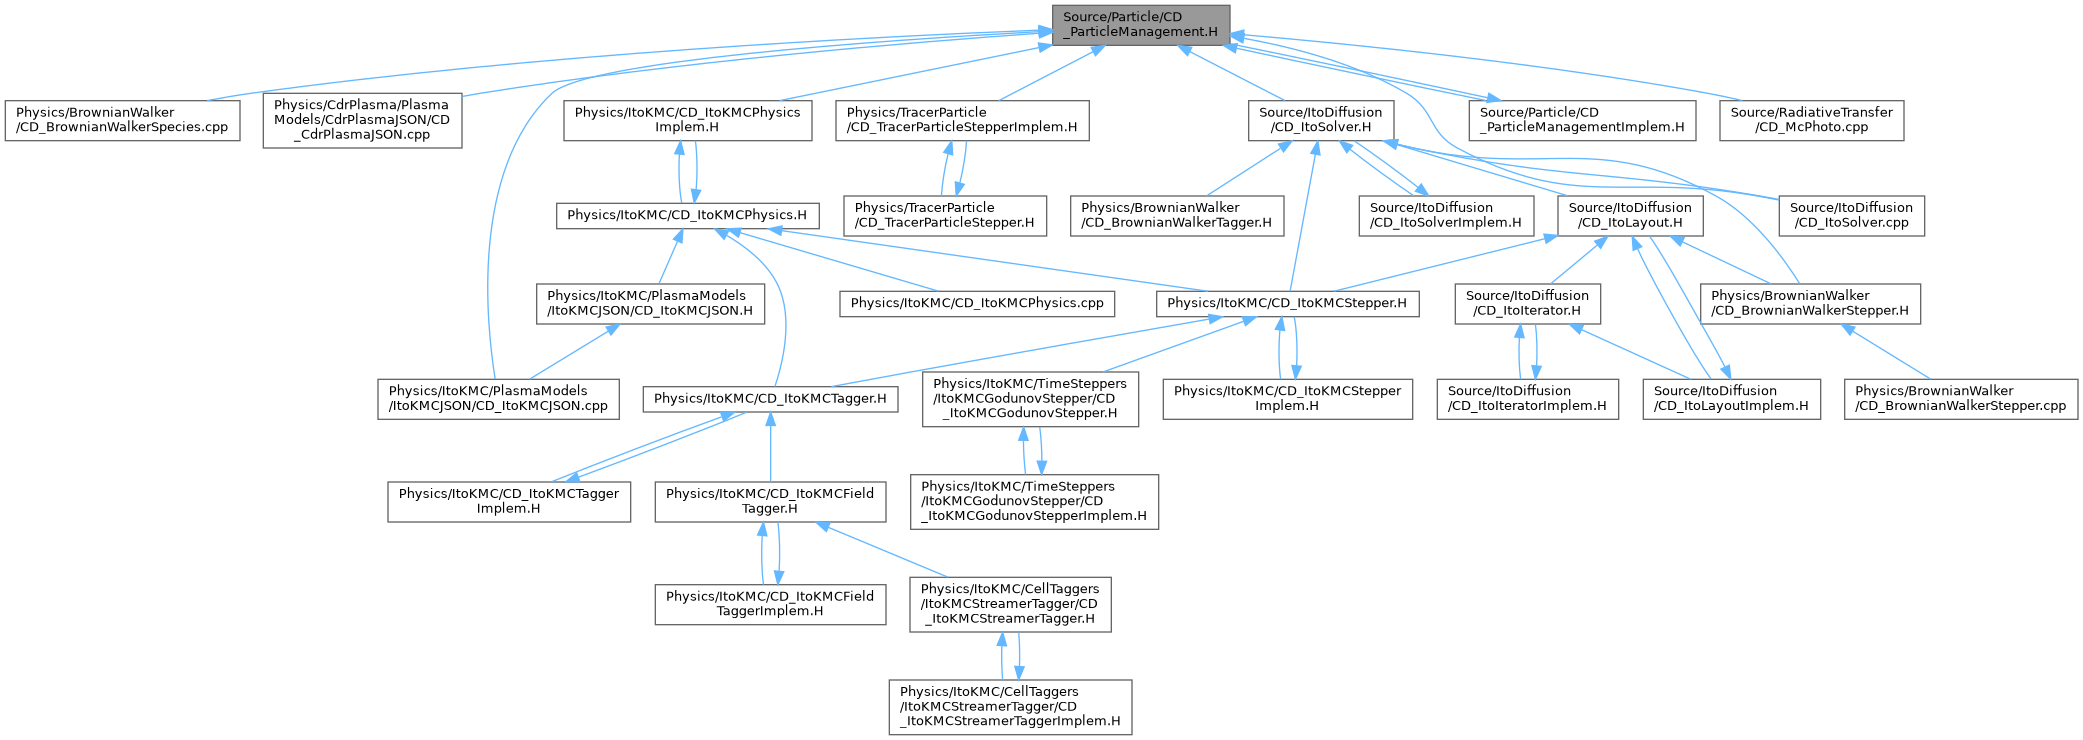 Source/Particle/CD
_ParticleManagement.H
Physics/BrownianWalker
/CD_BrownianWalkerSpecies.cpp
Physics/CdrPlasma/Plasma
Models/CdrPlasmaJSON/CD
_CdrPlasmaJSON.cpp
Physics/ItoKMC/CD_ItoKMCPhysics
Implem.H
Physics/TracerParticle
/CD_TracerParticleStepperImplem.H
Source/ItoDiffusion
/CD_ItoSolver.H
Source/Particle/CD
_ParticleManagementImplem.H
Source/RadiativeTransfer
/CD_McPhoto.cpp
Physics/ItoKMC/CD_ItoKMCPhysics.H
Physics/TracerParticle
/CD_TracerParticleStepper.H
Physics/BrownianWalker
/CD_BrownianWalkerTagger.H
Source/ItoDiffusion
/CD_ItoSolverImplem.H
Source/ItoDiffusion
/CD_ItoLayout.H
Source/ItoDiffusion
/CD_ItoSolver.cpp
Physics/ItoKMC/PlasmaModels
/ItoKMCJSON/CD_ItoKMCJSON.H
Physics/ItoKMC/CD_ItoKMCPhysics.cpp
Physics/ItoKMC/CD_ItoKMCStepper.H
Source/ItoDiffusion
/CD_ItoIterator.H
Physics/BrownianWalker
/CD_BrownianWalkerStepper.H
Physics/ItoKMC/PlasmaModels
/ItoKMCJSON/CD_ItoKMCJSON.cpp
Physics/ItoKMC/CD_ItoKMCTagger.H
Physics/ItoKMC/TimeSteppers
/ItoKMCGodunovStepper/CD
_ItoKMCGodunovStepper.H
Physics/ItoKMC/CD_ItoKMCStepper
Implem.H
Source/ItoDiffusion
/CD_ItoIteratorImplem.H
Source/ItoDiffusion
/CD_ItoLayoutImplem.H
Physics/BrownianWalker
/CD_BrownianWalkerStepper.cpp
Physics/ItoKMC/CD_ItoKMCTagger
Implem.H
Physics/ItoKMC/CD_ItoKMCField
Tagger.H
Physics/ItoKMC/TimeSteppers
/ItoKMCGodunovStepper/CD
_ItoKMCGodunovStepperImplem.H
Physics/ItoKMC/CD_ItoKMCField
TaggerImplem.H
Physics/ItoKMC/CellTaggers
/ItoKMCStreamerTagger/CD
_ItoKMCStreamerTagger.H
Physics/ItoKMC/CellTaggers
/ItoKMCStreamerTagger/CD
_ItoKMCStreamerTaggerImplem.H